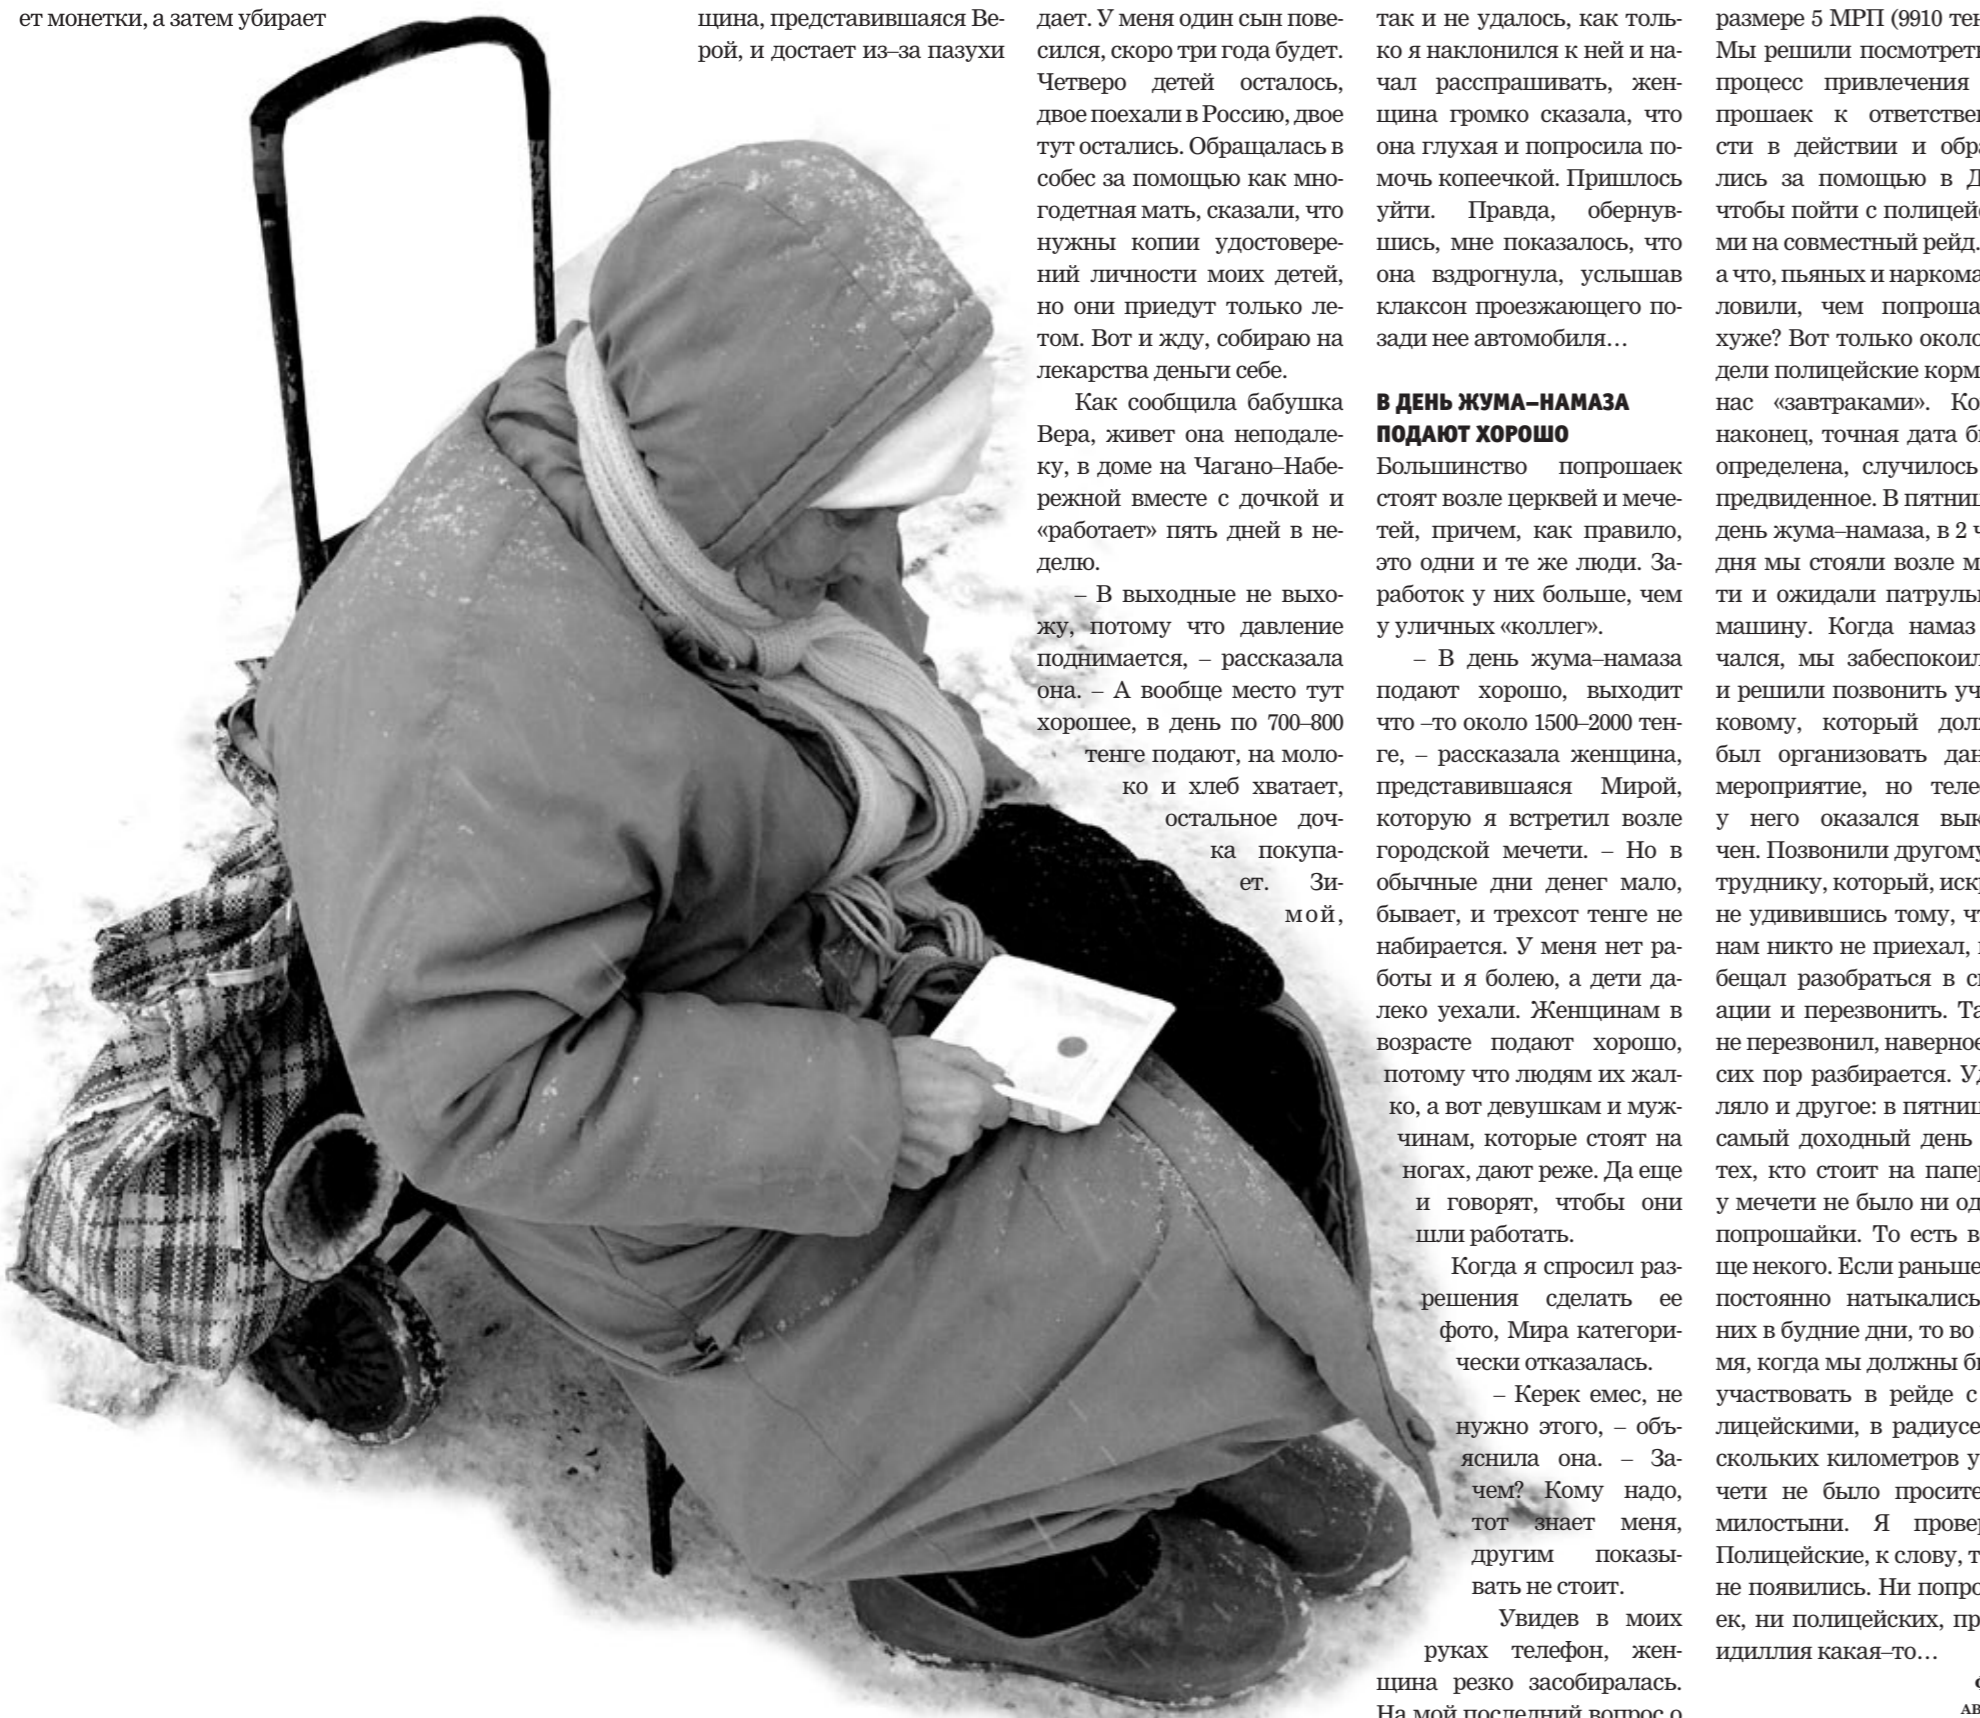 ет монетки, а затем убирает
щина, представившаяся Ве-
рой, и достает из–за пазухи
дает. У меня один сын пове-
сился, скоро три года будет.
Четверо детей осталось,
двое поехали в Россию, двое
тут остались. Обращалась в
собес за помощью как мно-
годетная мать, сказали, что
нужны копии удостовере-
ний личности моих детей,
но они приедут только ле-
том. Вот и жду, собираю на
лекарства деньги себе.
Как сообщила бабушка
Вера, живет она неподале-
ку, в доме на Чагано–Набе-
режной вместе с дочкой и
«работает» пять дней в не-
делю.
– В выходные не выхо-
жу, потому что давление
поднимается, – рассказала
она. – А вообще место тут
хорошее, в день по 700–800
тенге подают, на моло-
ко и хлеб хватает,
остальное доч-
ка покупа-
ет. Зи-
мой,
так и не удалось, как толь-
ко я наклонился к ней и на-
чал расспрашивать, жен-
щина громко сказала, что
она глухая и попросила по-
мочь копеечкой. Пришлось
уйти. Правда, обернув-
шись, мне показалось, что
она вздрогнула, услышав
клаксон проезжающего по-
зади нее автомобиля…
В ДЕНЬ ЖУМА–НАМАЗА
ПОДАЮТ ХОРОШО
Большинство попрошаек
стоят возле церквей и мече-
тей, причем, как правило,
это одни и те же люди. За-
работок у них больше, чем
у уличных «коллег».
– В день жума–намаза
подают хорошо, выходит
что –то около 1500–2000 тен-
ге, – рассказала женщина,
представившаяся Мирой,
которую я встретил возле
городской мечети. – Но в
обычные дни денег мало,
бывает, и трехсот тенге не
набирается. У меня нет ра-
боты и я болею, а дети да-
леко уехали. Женщинам в
возрасте подают хорошо,
потому что людям их жал-
ко, а вот девушкам и муж-
чинам, которые стоят на
ногах, дают реже. Да еще
и говорят, чтобы они
шли работать.
Когда я спросил раз-
решения сделать ее
фото, Мира категори-
чески отказалась.
– Керек емес, не
нужно этого, – объ-
яснила она. – За-
чем? Кому надо,
тот знает меня,
другим показы-
вать не стоит.
Увидев в моих
руках телефон, жен-
щина резко засобиралась.
На мой последний вопрос о
размере 5 МРП (9910 тен
Мы решили посмотреть
процесс привлечения
прошаек к ответствен
сти в действии и обра
лись за помощью в Д
чтобы пойти с полицейс
ми на совместный рейд.
а что, пьяных и наркома
ловили, чем попроша
хуже? Вот только около
дели полицейские корм
нас «завтраками». Ко
наконец, точная дата б
определена, случилось
предвиденное. В пятниц
день жума–намаза, в 2 ч
дня мы стояли возле м
ти и ожидали патруль
машину. Когда намаз
чался, мы забеспокоил
и решили позвонить уч
ковому, который дол
был организовать дан
мероприятие, но теле
у него оказался вык
чен. Позвонили другому
труднику, который, иск
не удивившись тому, чт
нам никто не приехал,
бещал разобраться в с
ации и перезвонить. Та
не перезвонил, наверное
сих пор разбирается. Уд
ляло и другое: в пятниц
самый доходный день
тех, кто стоит на папер
у мечети не было ни од
попрошайки. То есть в
ще некого. Если раньше
постоянно натыкались
них в будние дни, то во
мя, когда мы должны б
участвовать в рейде с
лицейскими, в радиусе
скольких километров у
чети не было просите
милостыни. Я провер
Полицейские, к слову, т
не появились. Ни попро
ек, ни полицейских, пр
идиллия какая–то…
АВ